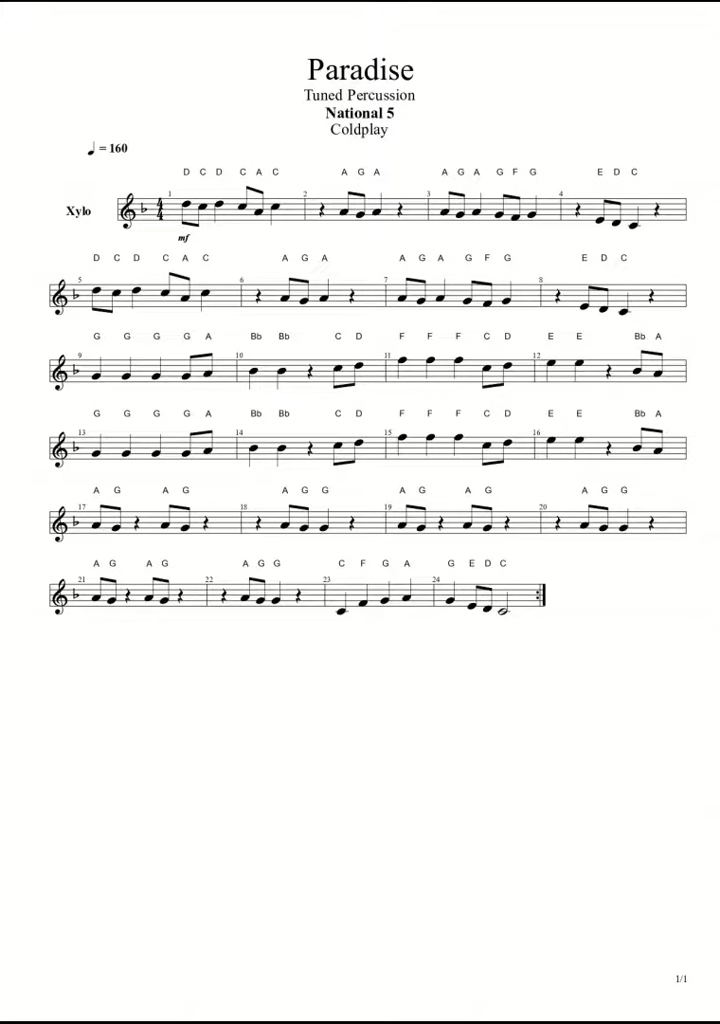 Paradise
Tuned Percussion
National 5
Coldplay
♩ = 160
D C D C A C A G A A G A G F G E D C
Xylo
1 2 3 4
mf
D C D C A C A G A A G A G F G E D C
5 6 7 8
G G G G A Bb Bb C D F F F C D E E Bb A
9 10 11 12
G G G G A Bb Bb C D F F F C D E E Bb A
13 14 15 16
A G A G A G G A G A G A G G
17 18 19 20
A G A G A G G C F G A G E D C
21 22 23 24
1/1